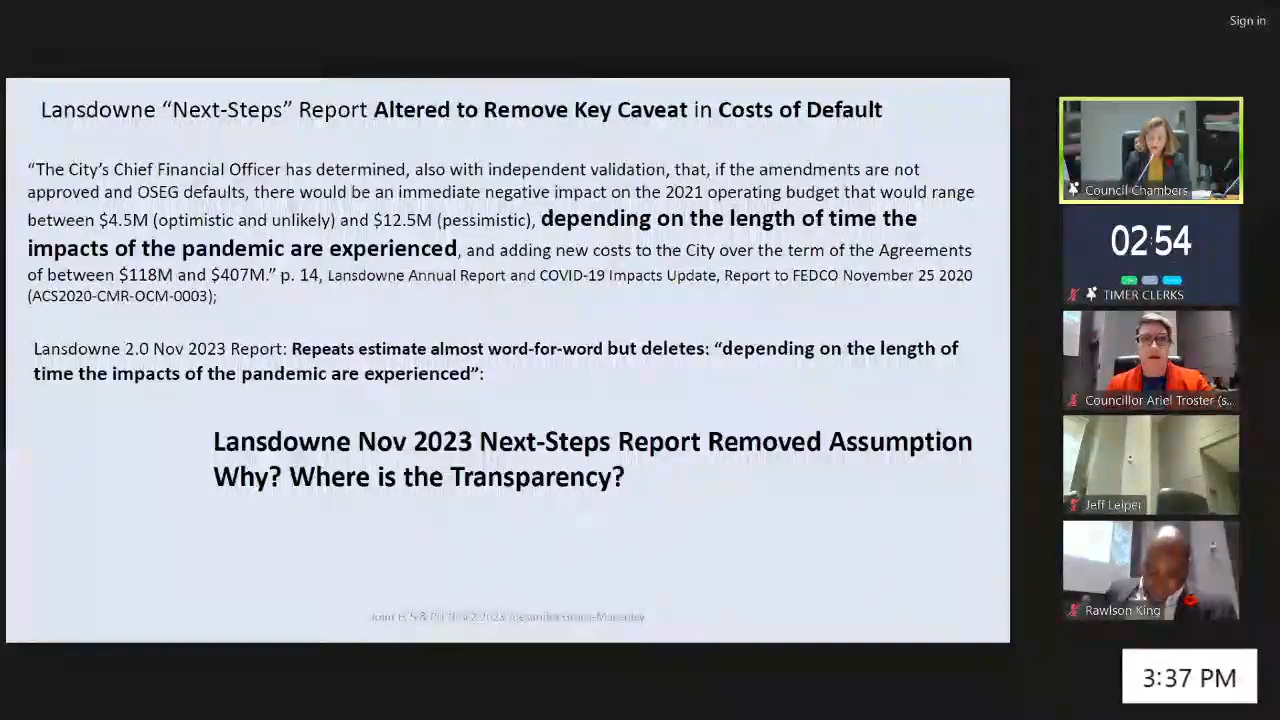 Sign in
Lansdowne “Next-Steps” Report Altered to Remove Key Caveat in Costs of Default
“The City’s Chief Financial Officer has determined, also with independent validation, that, if the amendments are not
approved and OSEG defaults, there would be an immediate negative impact on the 2021 operating budget that would range
between $4.5M (optimistic and unlikely) and $12.5M (pessimistic), depending on the length of time the
impacts of the pandemic are experienced, and adding new costs to the City over the term of the Agreements
of between $118M and $407M.” p. 14, Lansdowne Annual Report and COVID-19 Impacts Update, Report to FEDCO November 25 2020
(ACS2020-CMR-OCM-0003);
Lansdowne 2.0 Nov 2023 Report: Repeats estimate almost word-for-word but deletes: “depending on the length of
time the impacts of the pandemic are experienced”:
Lansdowne Nov 2023 Next-Steps Report Removed Assumption
Why? Where is the Transparency?
Council Chambers
02:54
TIMER CLERKS
Councillor Ariel Troster (s...
Jeff Leiper
Rawlson King
3:37 PM